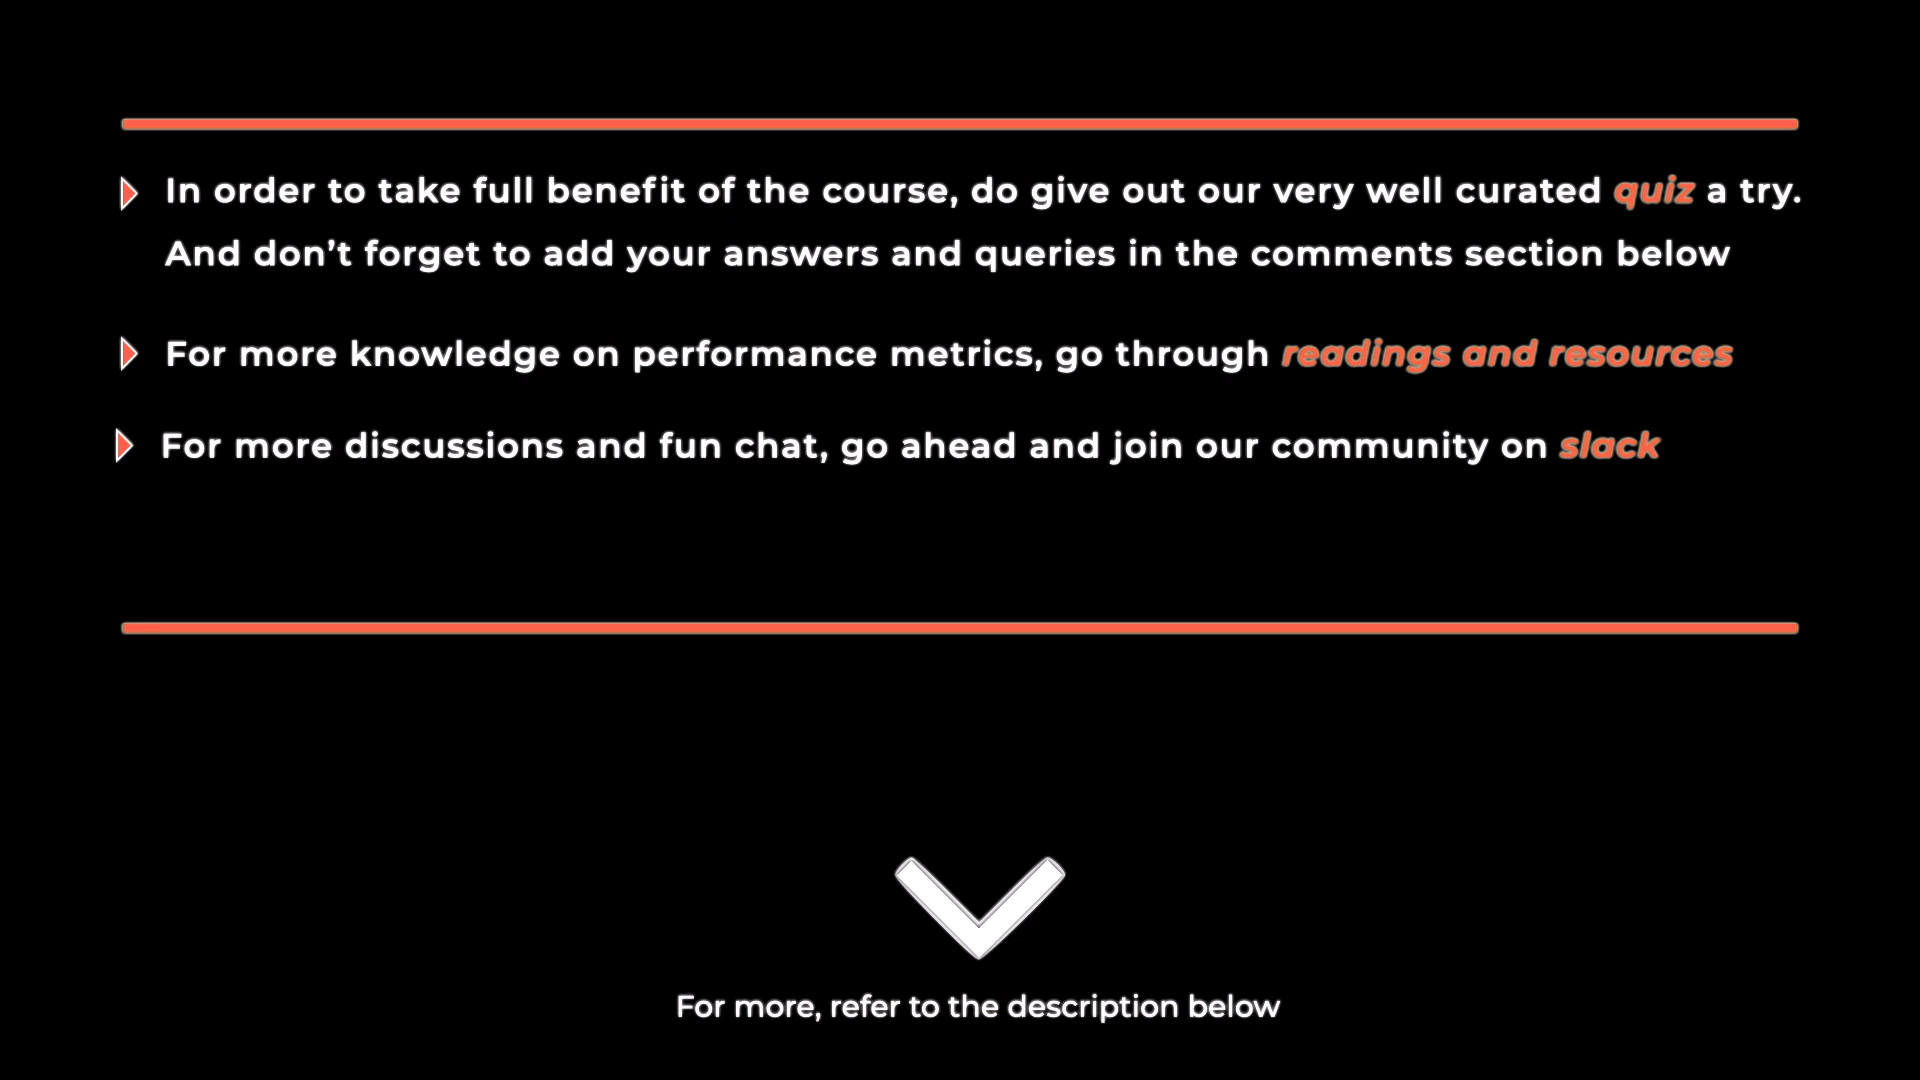 In order to take full benefit of the course, do give out our very well curated quiz a try.
And don’t forget to add your answers and queries in the comments section below
For more knowledge on performance metrics, go through readings and resources
For more discussions and fun chat, go ahead and join our community on slack
For more, refer to the description below